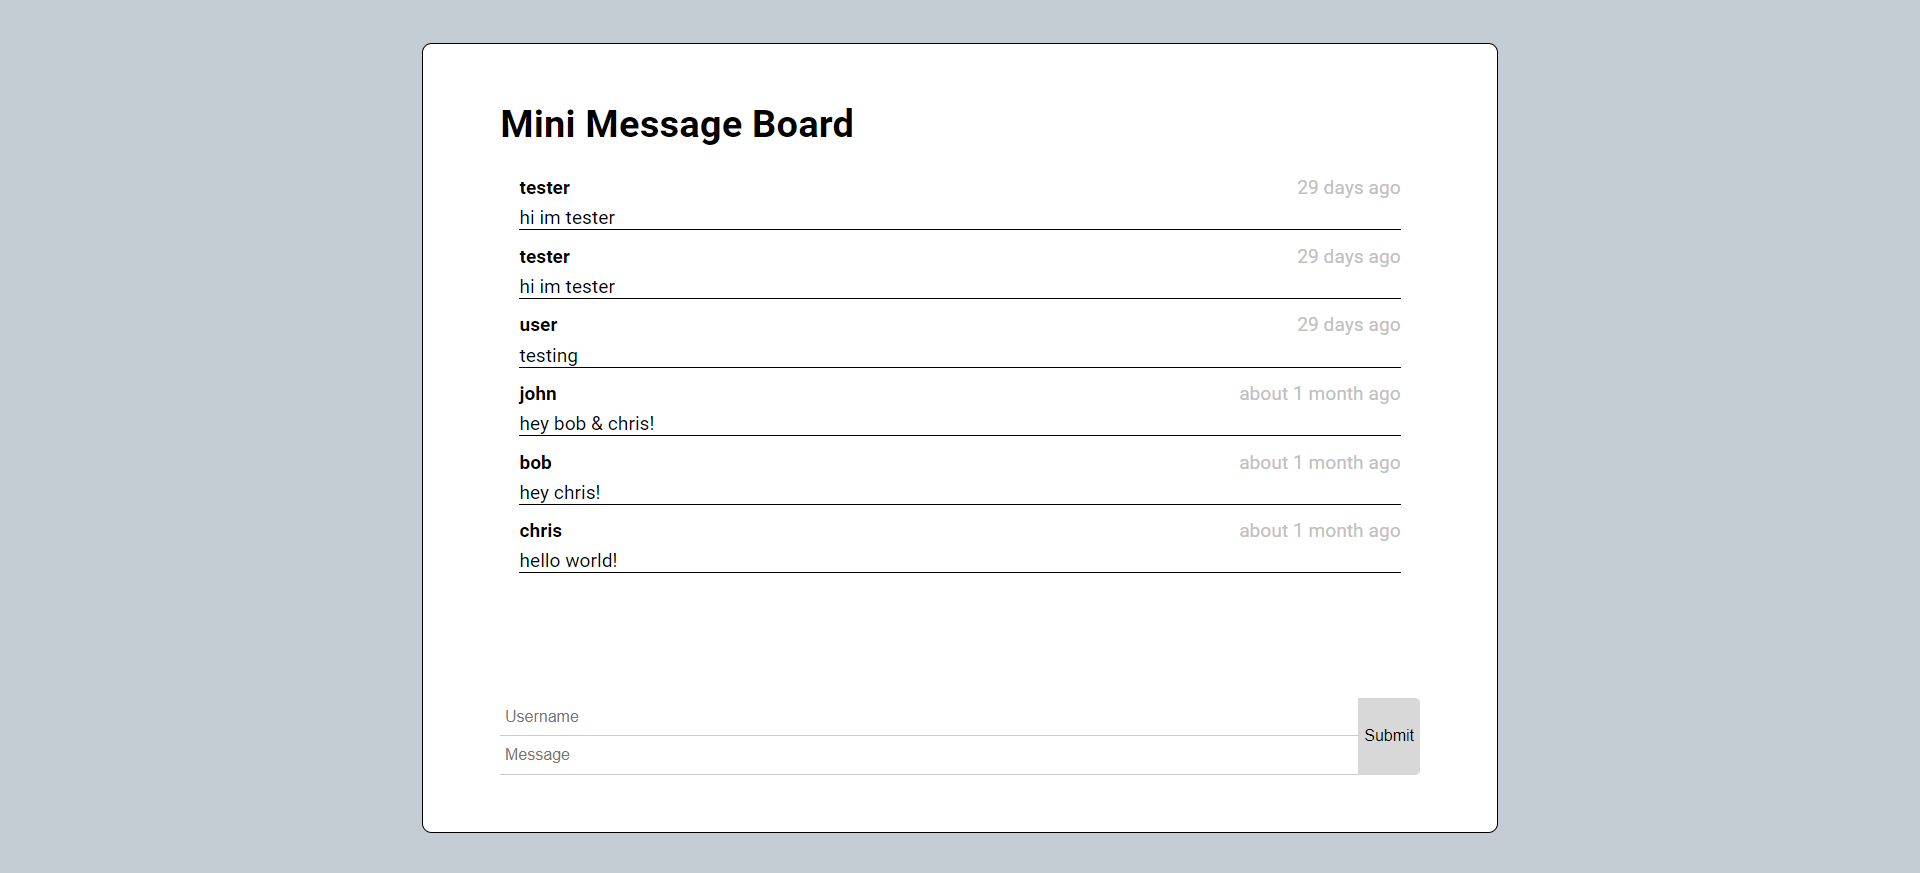 Mini Message Board
tester 29 days ago
hi im tester
tester 29 days ago
hi im tester
user 29 days ago
testing
john about 1 month ago
hey bob & chris!
bob about 1 month ago
hey chris!
chris about 1 month ago
hello world!
Username
Submit
Message